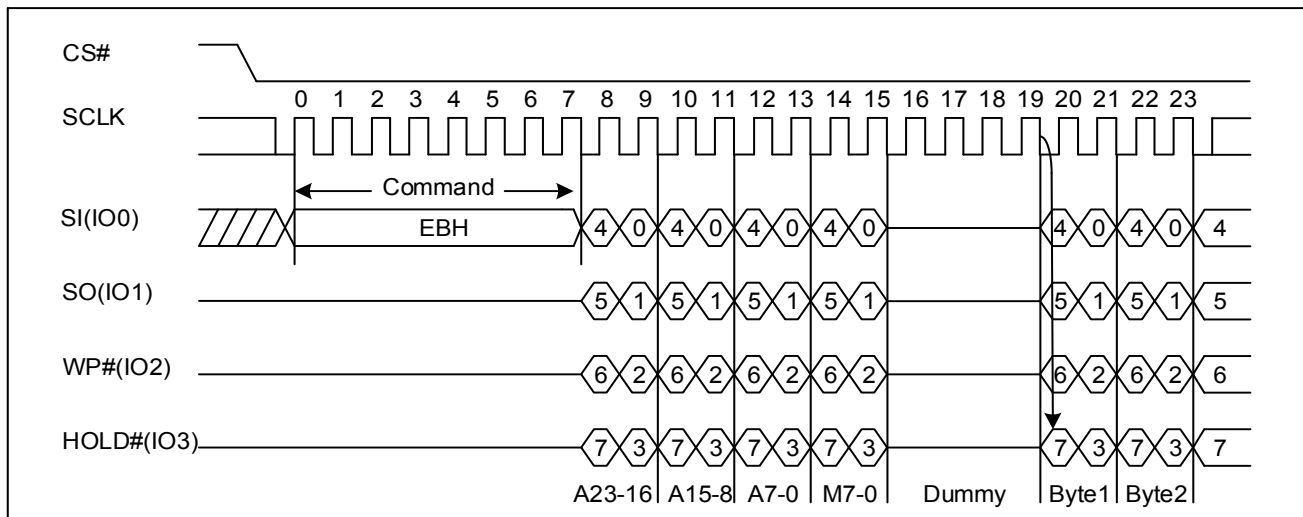 CS#
0 1 2 3 4 5 6 7 8 9 10 11 12 13 14 15 16 17 18 19 20 21 22 23
SCLK
Command
SI(IO0)
EBH 4 0 4 0 4 0 4 0 4 0 4 0 4
SO(IO1)
5 1 5 1 5 1 5 1 5 1 5 1 5
WP#(IO2)
6 2 6 2 6 2 6 2 6 2 6 2 6
HOLD#(IO3)
7 3 7 3 7 3 7 3 7 3 7 3 7
A23-16 A15-8 A7-0 M7-0 Dummy Byte1 Byte2